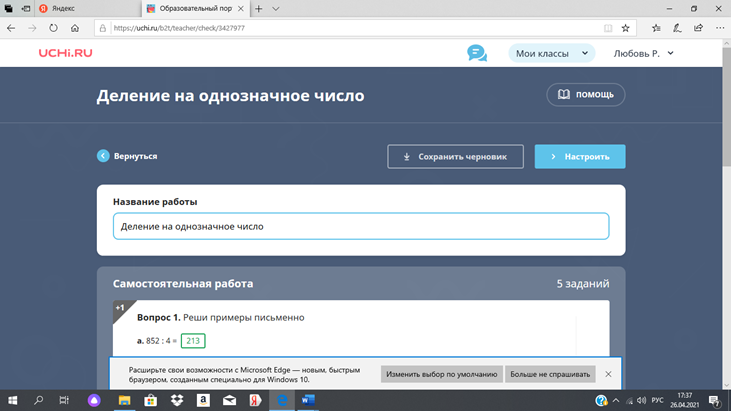 Яндекс
Образовательный порт
https://uchi.ru/b2t/teacher/check/3427977
UCHi.RU
Мои классы
Любовь Р.
Деление на однозначное число
ПОМОЩЬ
Вернуться
Сохранить черновик
Настроить
Название работы
Деление на однозначное число
Самостоятельная работа
5 заданий
+1
Вопрос 1. Реши примеры письменно
а. 852 : 4 = 213
Расширьте свои возможности с Microsoft Edge — новым, быстрым
браузером, созданным специально для Windows 10.
Изменить выбор по умолчанию
Больше не спрашивать
РУС
17:37
26.04.2021